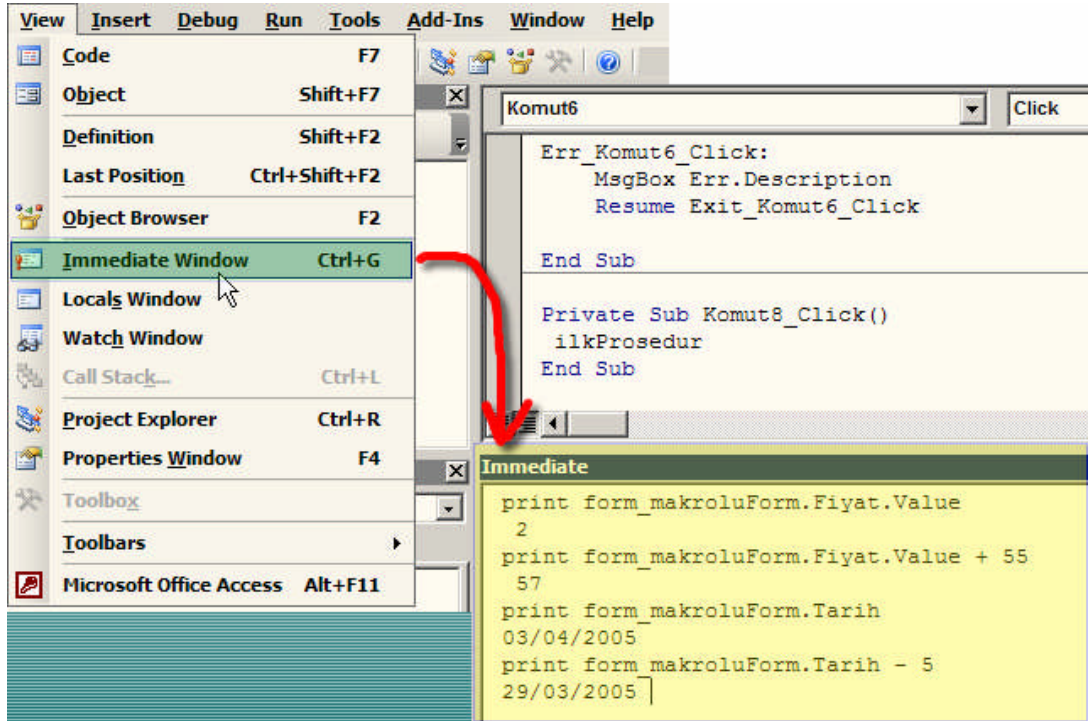 View Insert Debug Run Tools Add-Ins Window Help
Code F7
Object Shift+F7
Definition Shift+F2
Last Position Ctrl+Shift+F2
Object Browser F2
Immediate Window Ctrl+G
Locals Window
Watch Window
Call Stack... Ctrl+L
Project Explorer Ctrl+R
Properties Window F4
Toolbox
Toolbars
Microsoft Office Access Alt+F11
Komut6 Click
Err_Komut6_Click:
MsgBox Err.Description
Resume Exit_Komut6_Click
End Sub
Private Sub Komut8_Click()
ilkProsedur
End Sub
Immediate
print form_makroluForm.Fiyat.Value
2
print form_makroluForm.Fiyat.Value + 55
57
print form_makroluForm.Tarih
03/04/2005
print form_makroluForm.Tarih - 5
29/03/2005